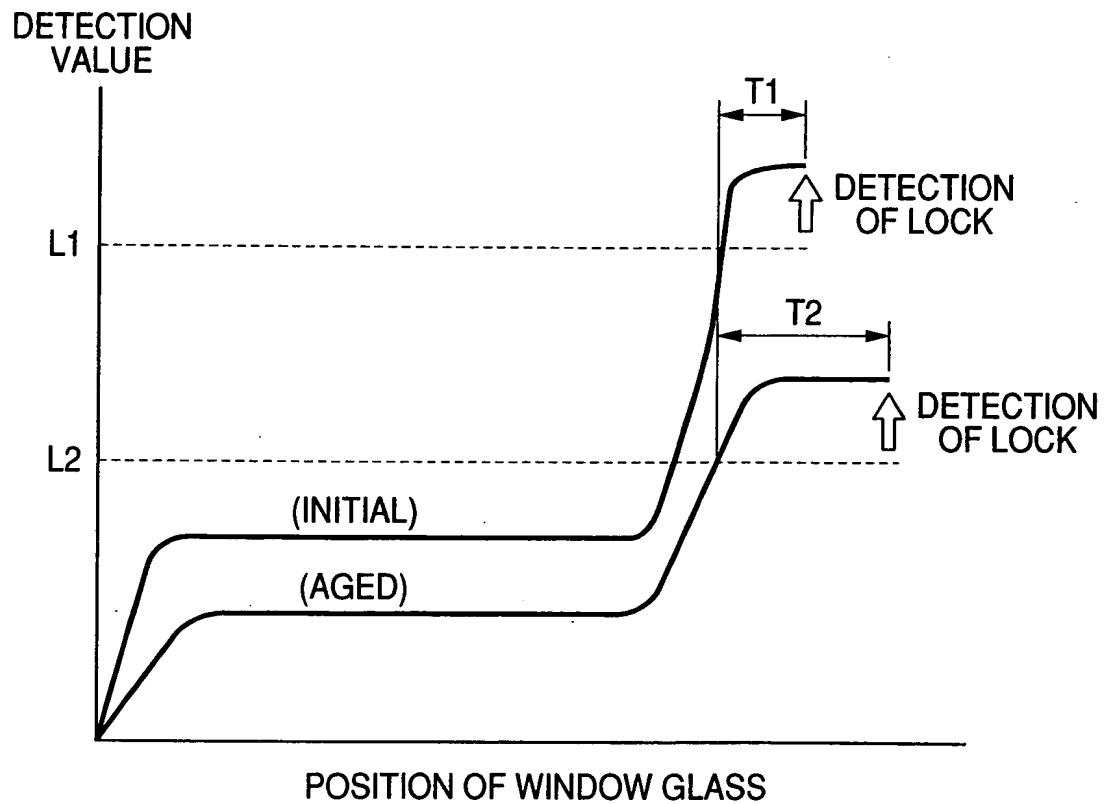 DETECTION
VALUE
T1
DETECTION
OF LOCK
L1
T2
DETECTION
OF LOCK
L2
(INITIAL)
(AGED)
POSITION OF WINDOW GLASS